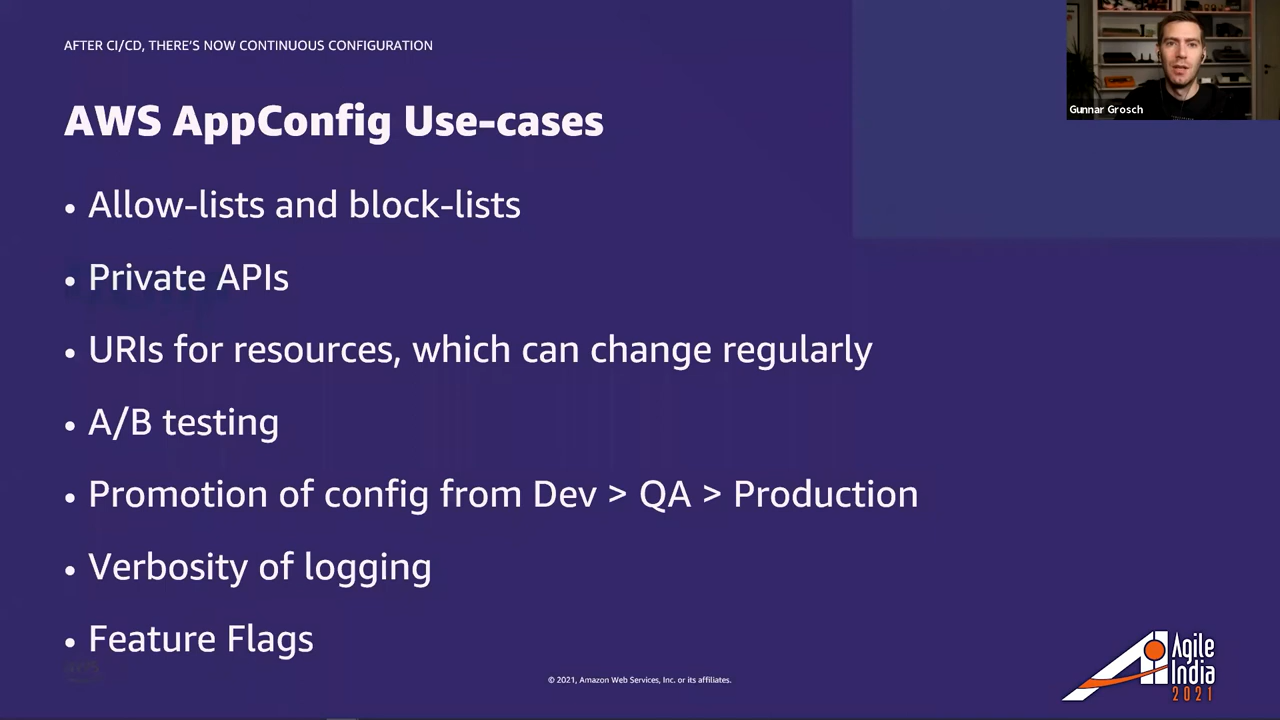 AFTER CI/CD, THERE'S NOW CONTINUOUS CONFIGURATION
Gunnar Grosch
AWS AppConfig Use-cases
• Allow-lists and block-lists
• Private APIs
• URIs for resources, which can change regularly
• A/B testing
• Promotion of config from Dev > QA > Production
• Verbosity of logging
• Feature Flags
aws
© 2021, Amazon Web Services, Inc. or its affiliates.
Agile
India
2021